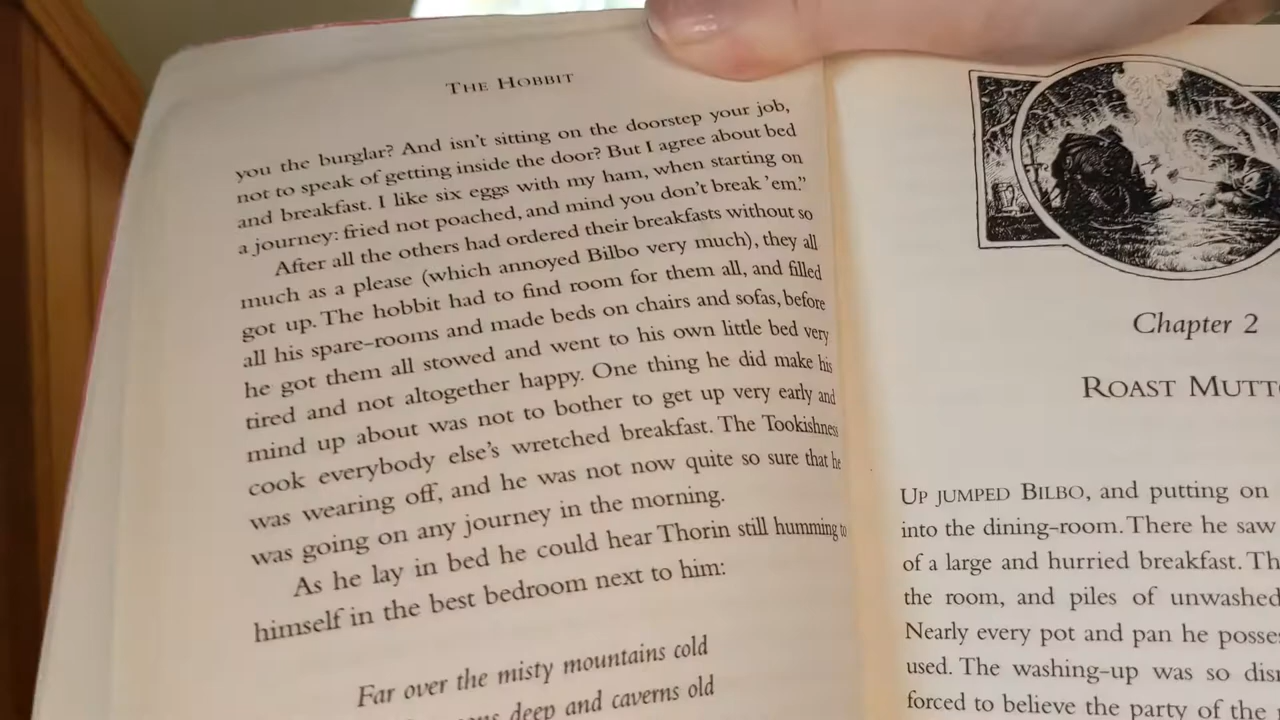 THE HOBBIT
you the burglar? And isn't sitting on the doorstep your job,
not to speak of getting inside the door? But I agree about bed
and breakfast. I like six eggs with my ham, when starting on
a journey: fried not poached, and mind you don't break 'em."
After all the others had ordered their breakfasts without so
much as a please (which annoyed Bilbo very much), they all
got up. The hobbit had to find room for them all, and filled
all his spare-rooms and made beds on chairs and sofas, before
he got them all stowed and went to his own little bed very
tired and not altogether happy. One thing he did make his
mind up about was not to bother to get up very early and
cook everybody else's wretched breakfast. The Tookishness
was wearing off, and he was not now quite so sure that he
was going on any journey in the morning.
As he lay in bed he could hear Thorin still humming to
himself in the best bedroom next to him:
Far over the misty mountains cold
deep and caverns old
Chapter 2
ROAST
UP JUMPED BILBO, and putting on
into the dining-room. There he saw
of a large and hurried breakfast.
the room, and piles of unwashed
Nearly every pot and pan he
used. The washing-up was so
forced to believe the party of the